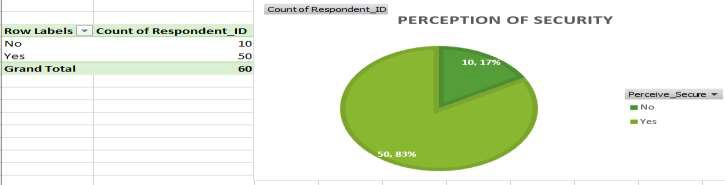 Row Labels Count of Respondent_ID
No 10
Yes 50
Grand Total 60
Count of Respondent_ID
PERCEPTION OF SECURITY
10, 17%
50, 83%
Perceive_Secure
No
Yes